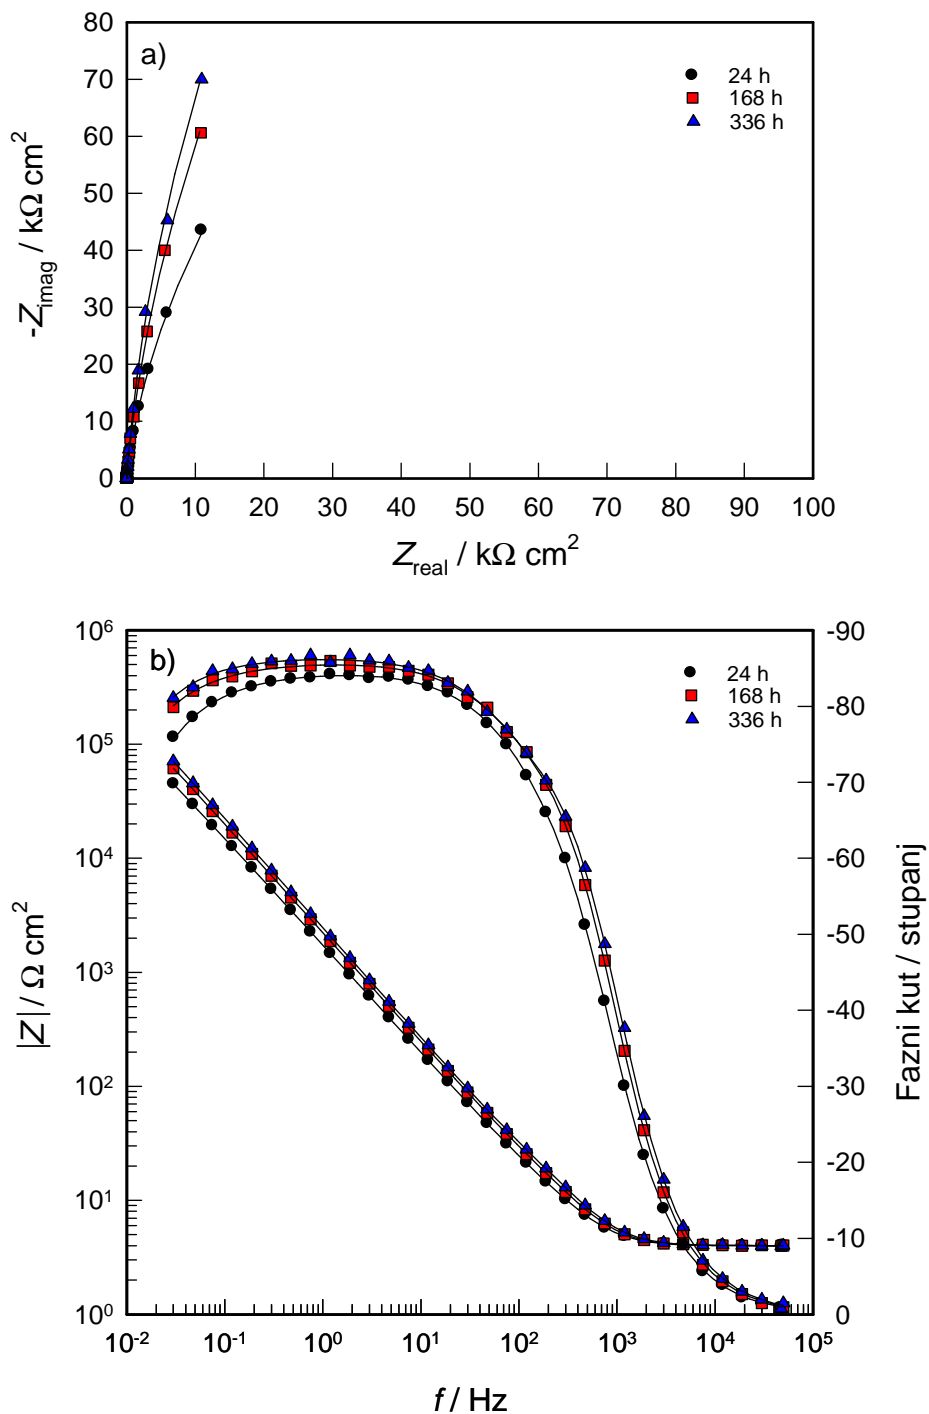 80
a)
24 h
70
168 h
336 h
60
50
40
30
20
10
0
-Z_imag / kΩ cm²
0 10 20 30 40 50 60 70 80 90 100
Z_real / kΩ cm²
10⁶ -90
b)
24 h
168 h
336 h
-80
10⁵
-70
10⁴ -60
-50
10³
-40
10² -30
-20
10¹
-10
10⁰ 0
|Z| / Ω cm²
Fazni kut / stupanj
10⁻² 10⁻¹ 10⁰ 10¹ 10² 10³ 10⁴ 10⁵
f / Hz